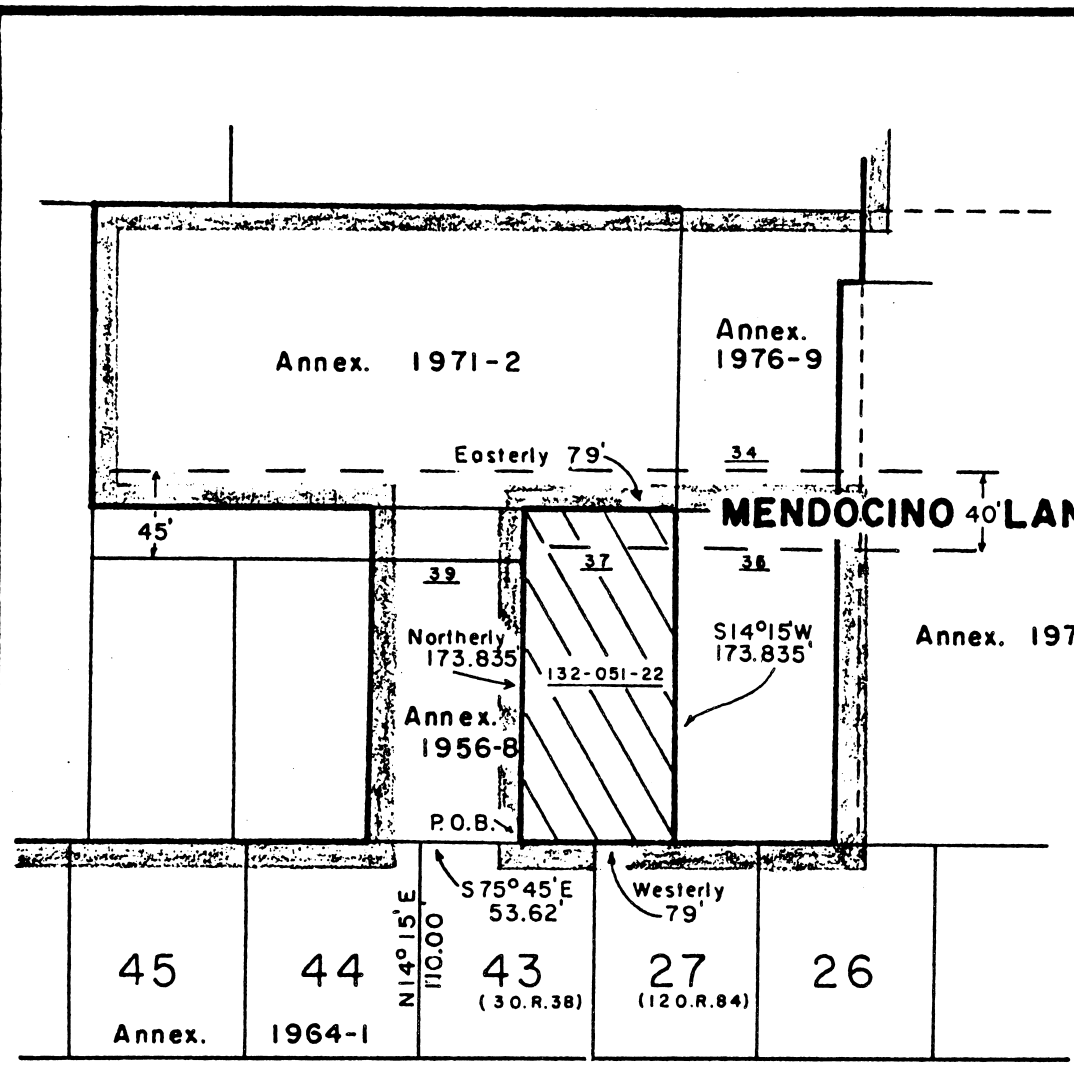 Annex. 1971-2
Annex.
1976-9
Easterly 79'
34
MENDOCINO LAN
45'
40'
39
37
36
Northerly
173.835'
S14°15'W
173.835'
Annex. 197
132-051-22
Annex.
1956-8
P.O.B.
S75°45'E
53.62'
Westerly
79'
N14°15'E
110.00'
45
44
43
27
26
(30.R.38)
(120.R.84)
Annex. 1964-1